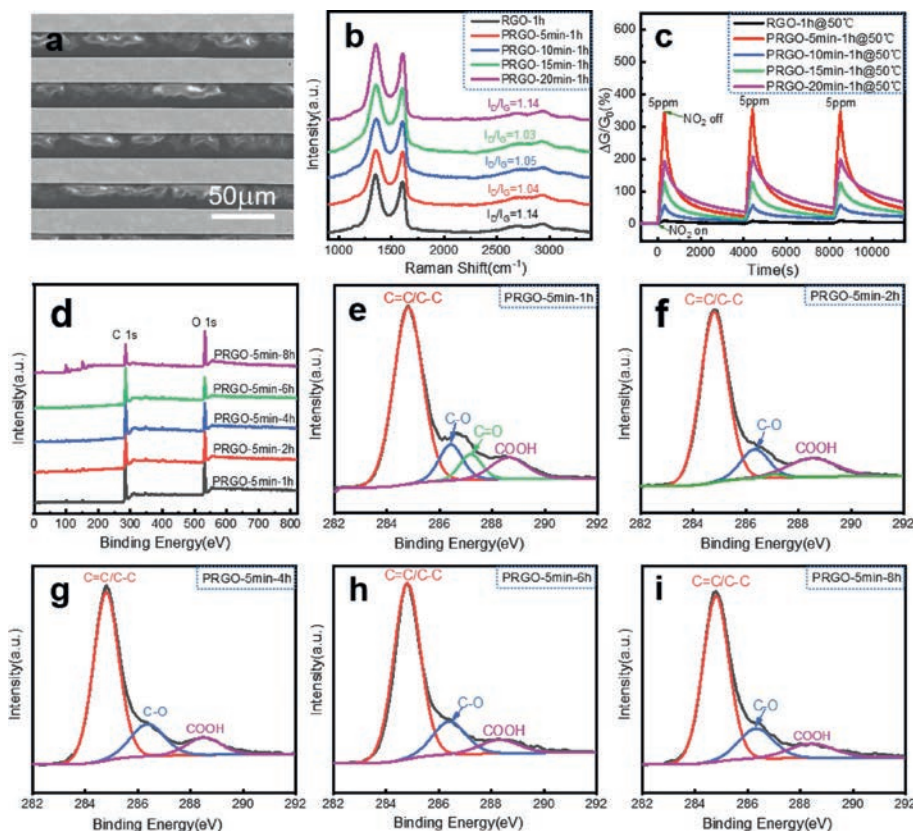 a
50μm
b
RGO-1h
PRGO-5min-1h
PRGO-10min-1h
PRGO-15min-1h
PRGO-20min-1h
I_D/I_G=1.14
I_D/I_G=1.03
I_D/I_G=1.05
I_D/I_G=1.04
I_D/I_G=1.14
Intensity(a.u.)
1000 1500 2000 2500 3000
Raman Shift(cm⁻¹)
c
RGO-1h@50℃
PRGO-5min-1h@50℃
PRGO-10min-1h@50℃
PRGO-15min-1h@50℃
PRGO-20min-1h@50℃
5ppm 5ppm 5ppm
NO₂ off
NO₂ on
ΔG/G₀(%)
600
500
400
300
200
100
0
0 2000 4000 6000 8000 10000
Time(s)
d
C 1s
O 1s
PRGO-5min-8h
PRGO-5min-6h
PRGO-5min-4h
PRGO-5min-2h
PRGO-5min-1h
Intensity(a.u.)
0 100 200 300 400 500 600 700 800
Binding Energy(eV)
e
C=C/C-C
PRGO-5min-1h
C-O
C=O
COOH
Intensity(a.u.)
282 284 286 288 290 292
Binding Energy(eV)
f
C=C/C-C
PRGO-5min-2h
C-O
COOH
Intensity(a.u.)
282 284 286 288 290 292
Binding Energy(eV)
g
C=C/C-C
PRGO-5min-4h
C-O
COOH
Intensity(a.u.)
282 284 286 288 290 292
Binding Energy(eV)
h
C=C/C-C
PRGO-5min-6h
C-O
COOH
Intensity(a.u.)
282 284 286 288 290 292
Binding Energy(eV)
i
C=C/C-C
PRGO-5min-8h
C-O
COOH
Intensity(a.u.)
282 284 286 288 290 292
Binding Energy(eV)